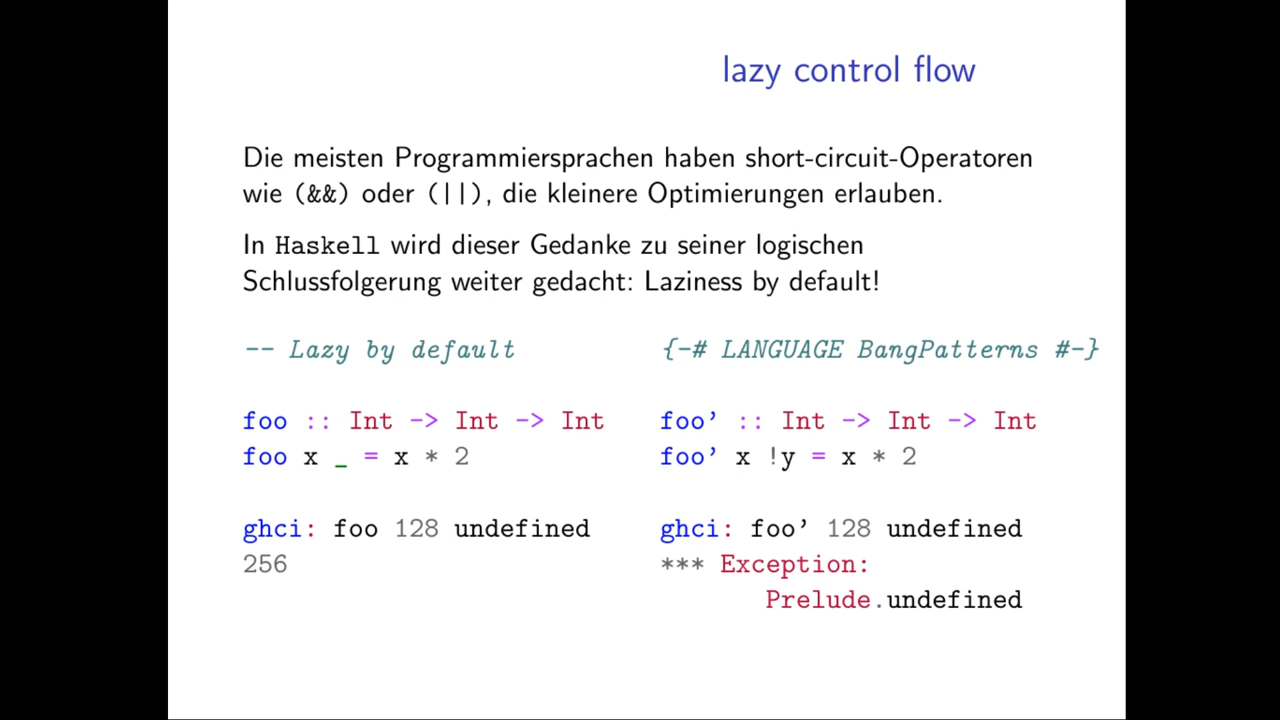 lazy control flow
Die meisten Programmiersprachen haben short-circuit-Operatoren
wie (&&) oder (||), die kleinere Optimierungen erlauben.
In Haskell wird dieser Gedanke zu seiner logischen
Schlussfolgerung weiter gedacht: Laziness by default!
-- Lazy by default
foo :: Int -> Int -> Int
foo x _ = x * 2
ghci: foo 128 undefined
256
{-# LANGUAGE BangPatterns #-}
foo’ :: Int -> Int -> Int
foo’ x !y = x * 2
ghci: foo’ 128 undefined
*** Exception:
Prelude.undefined